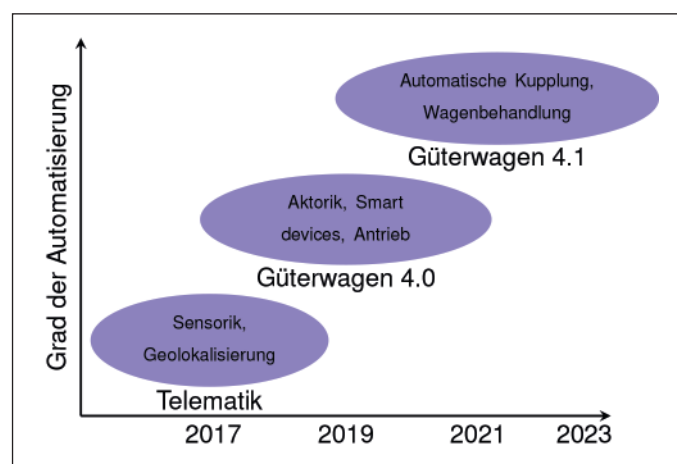 Grad der Automatisierung
Automatische Kupplung,
Wagenbehandlung
Güterwagen 4.1
Aktorik, Smart
devices, Antrieb
Güterwagen 4.0
Sensorik,
Geolokalisierung
Telematik
2017 2019 2021 2023